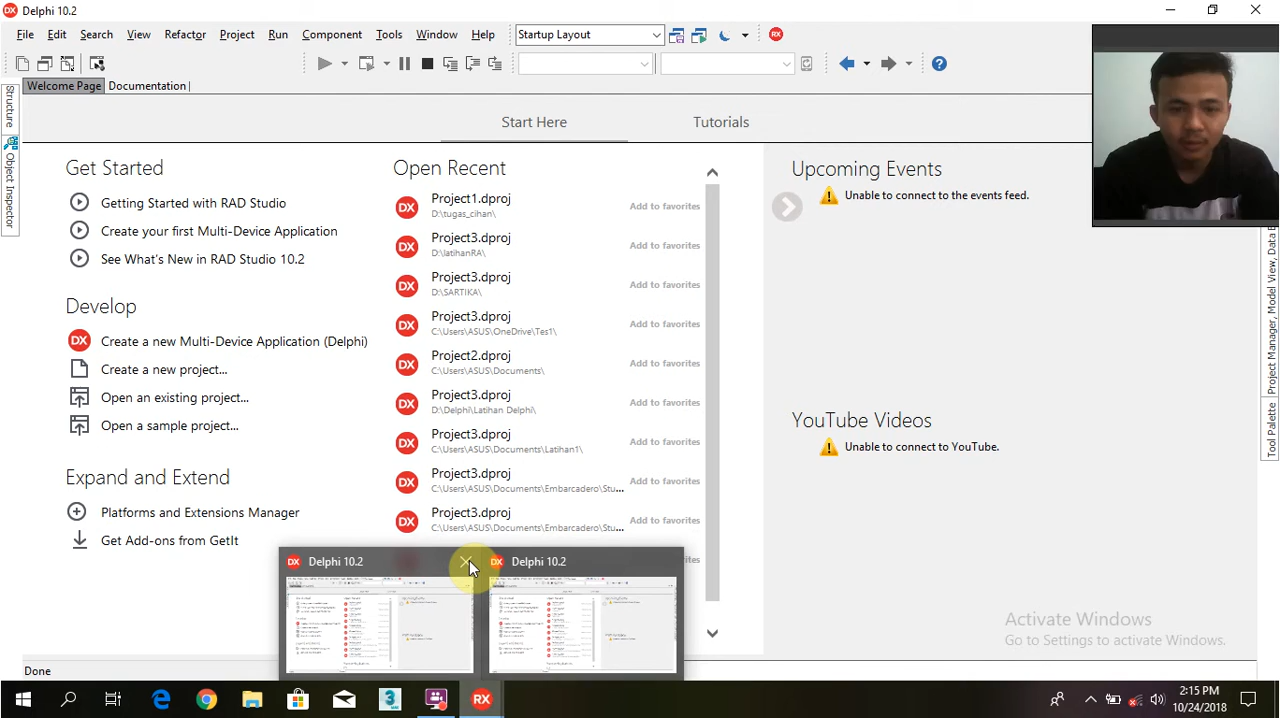 Delphi 10.2
File Edit Search View Refactor Project Run Component Tools Window Help Startup Layout
Welcome Page Documentation
Structure
Object Inspector
Start Here Tutorials
Get Started
Getting Started with RAD Studio
Create your first Multi-Device Application
See What's New in RAD Studio 10.2
Develop
Create a new Multi-Device Application (Delphi)
Create a new project...
Open an existing project...
Open a sample project...
Expand and Extend
Platforms and Extensions Manager
Get Add-ons from GetIt
Open Recent
Project1.dproj Add to favorites
D:\tugas_cihan\
Project3.dproj Add to favorites
D:\latihanRA\
Project3.dproj Add to favorites
D:\SARTIKA\
Project3.dproj Add to favorites
C:\Users\ASUS\OneDrive\Tes1\
Project2.dproj Add to favorites
C:\Users\ASUS\Documents\
Project3.dproj Add to favorites
D:\Delphi\Latihan Delphi\
Project3.dproj Add to favorites
C:\Users\ASUS\Documents\Latihan1\
Project3.dproj Add to favorites
C:\Users\ASUS\Documents\Embarcadero\Stu...
Project3.dproj Add to favorites
C:\Users\ASUS\Documents\Embarcadero\Stu...
Upcoming Events
Unable to connect to the events feed.
YouTube Videos
Unable to connect to YouTube.
Project Manager, Model View, Data E
Tool Palette
Delphi 10.2
Delphi 10.2
Activate Windows
Go to Settings to activate Windows.
Done
RX
2:15 PM
10/24/2018